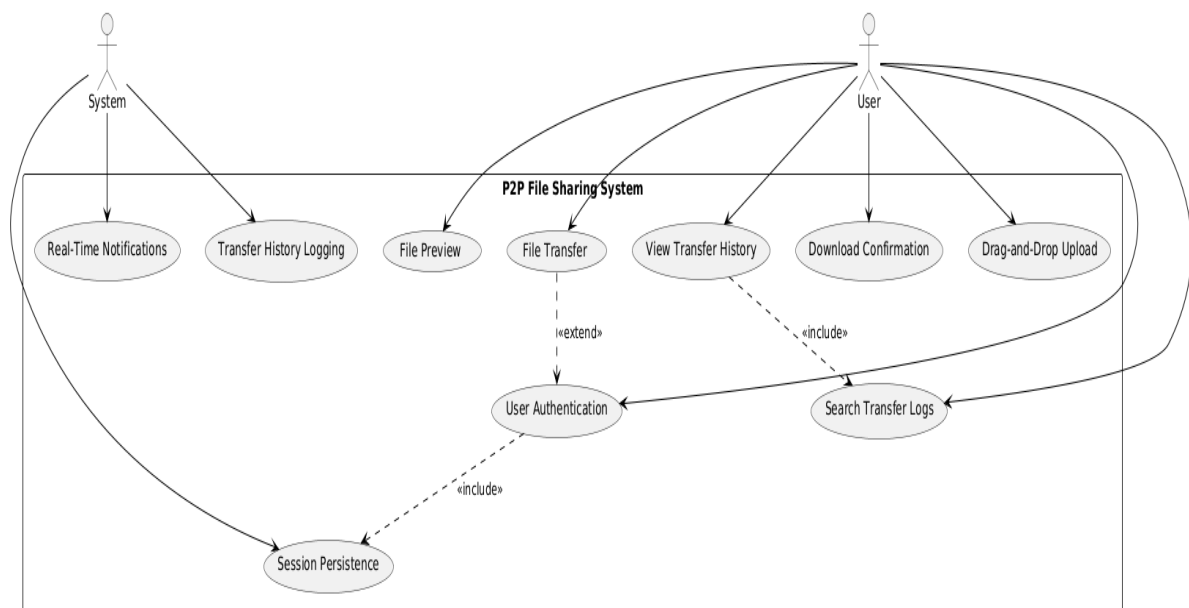 System
User
P2P File Sharing System
Real-Time Notifications
Transfer History Logging
File Preview
File Transfer
View Transfer History
Download Confirmation
Drag-and-Drop Upload
«extend»
«include»
User Authentication
Search Transfer Logs
«include»
Session Persistence